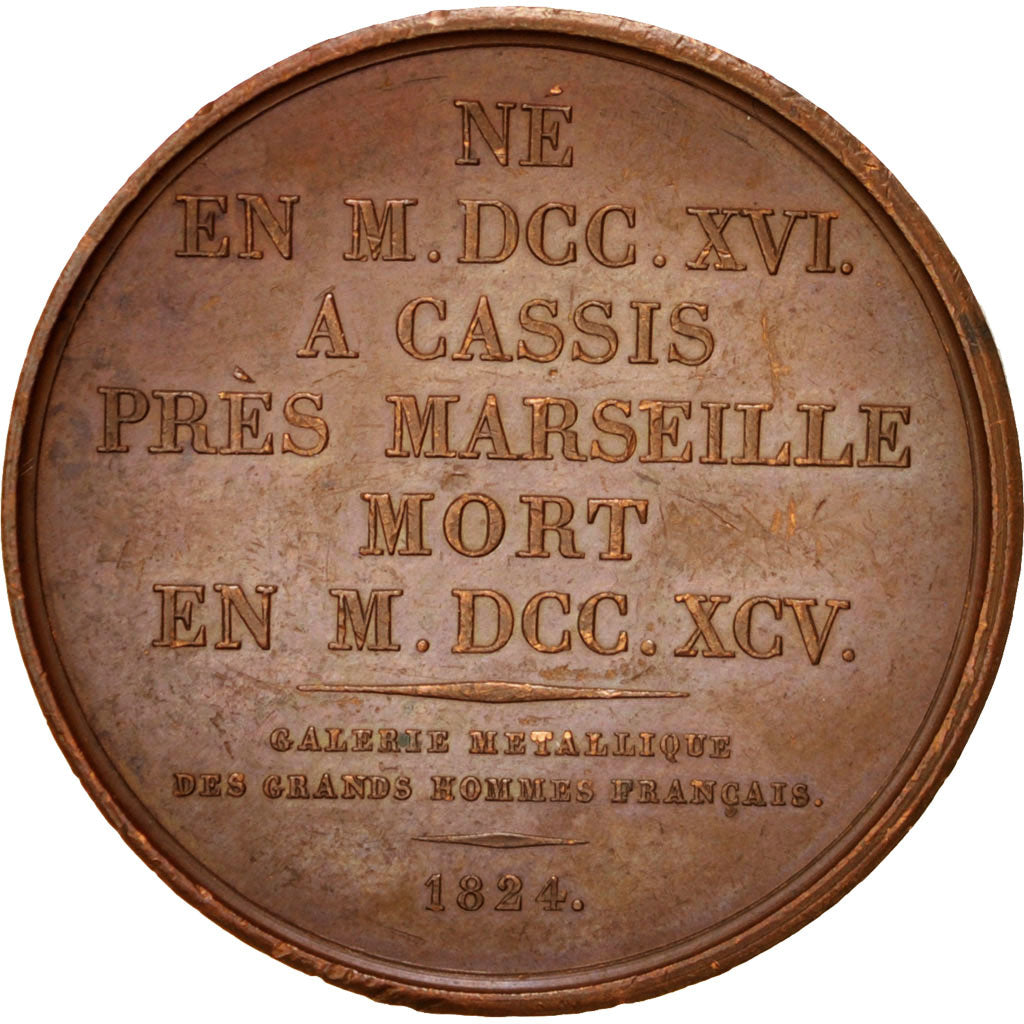 NÉ
EN M.DCC.XVI.
A CASSIS
PRÈS MARSEILLE
MORT
EN M.DCC.XCV.
GALERIE METALLIQUE
DES GRANDS HOMMES FRANÇAIS.
1824.